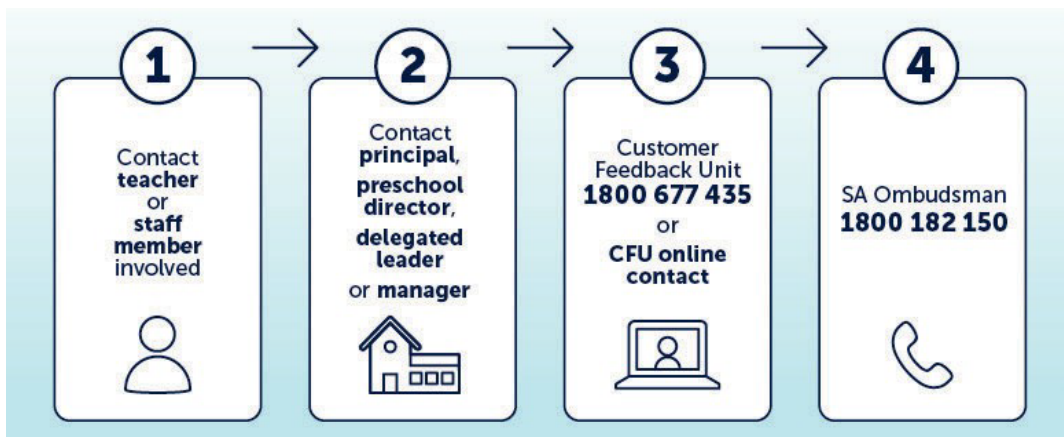 1
Contact
teacher
or
staff
member
involved
2
Contact
principal,
preschool
director,
delegated
leader
or manager
3
Customer
Feedback Unit
1800 677 435
or
CFU online
contact
4
SA Ombudsman
1800 182 150